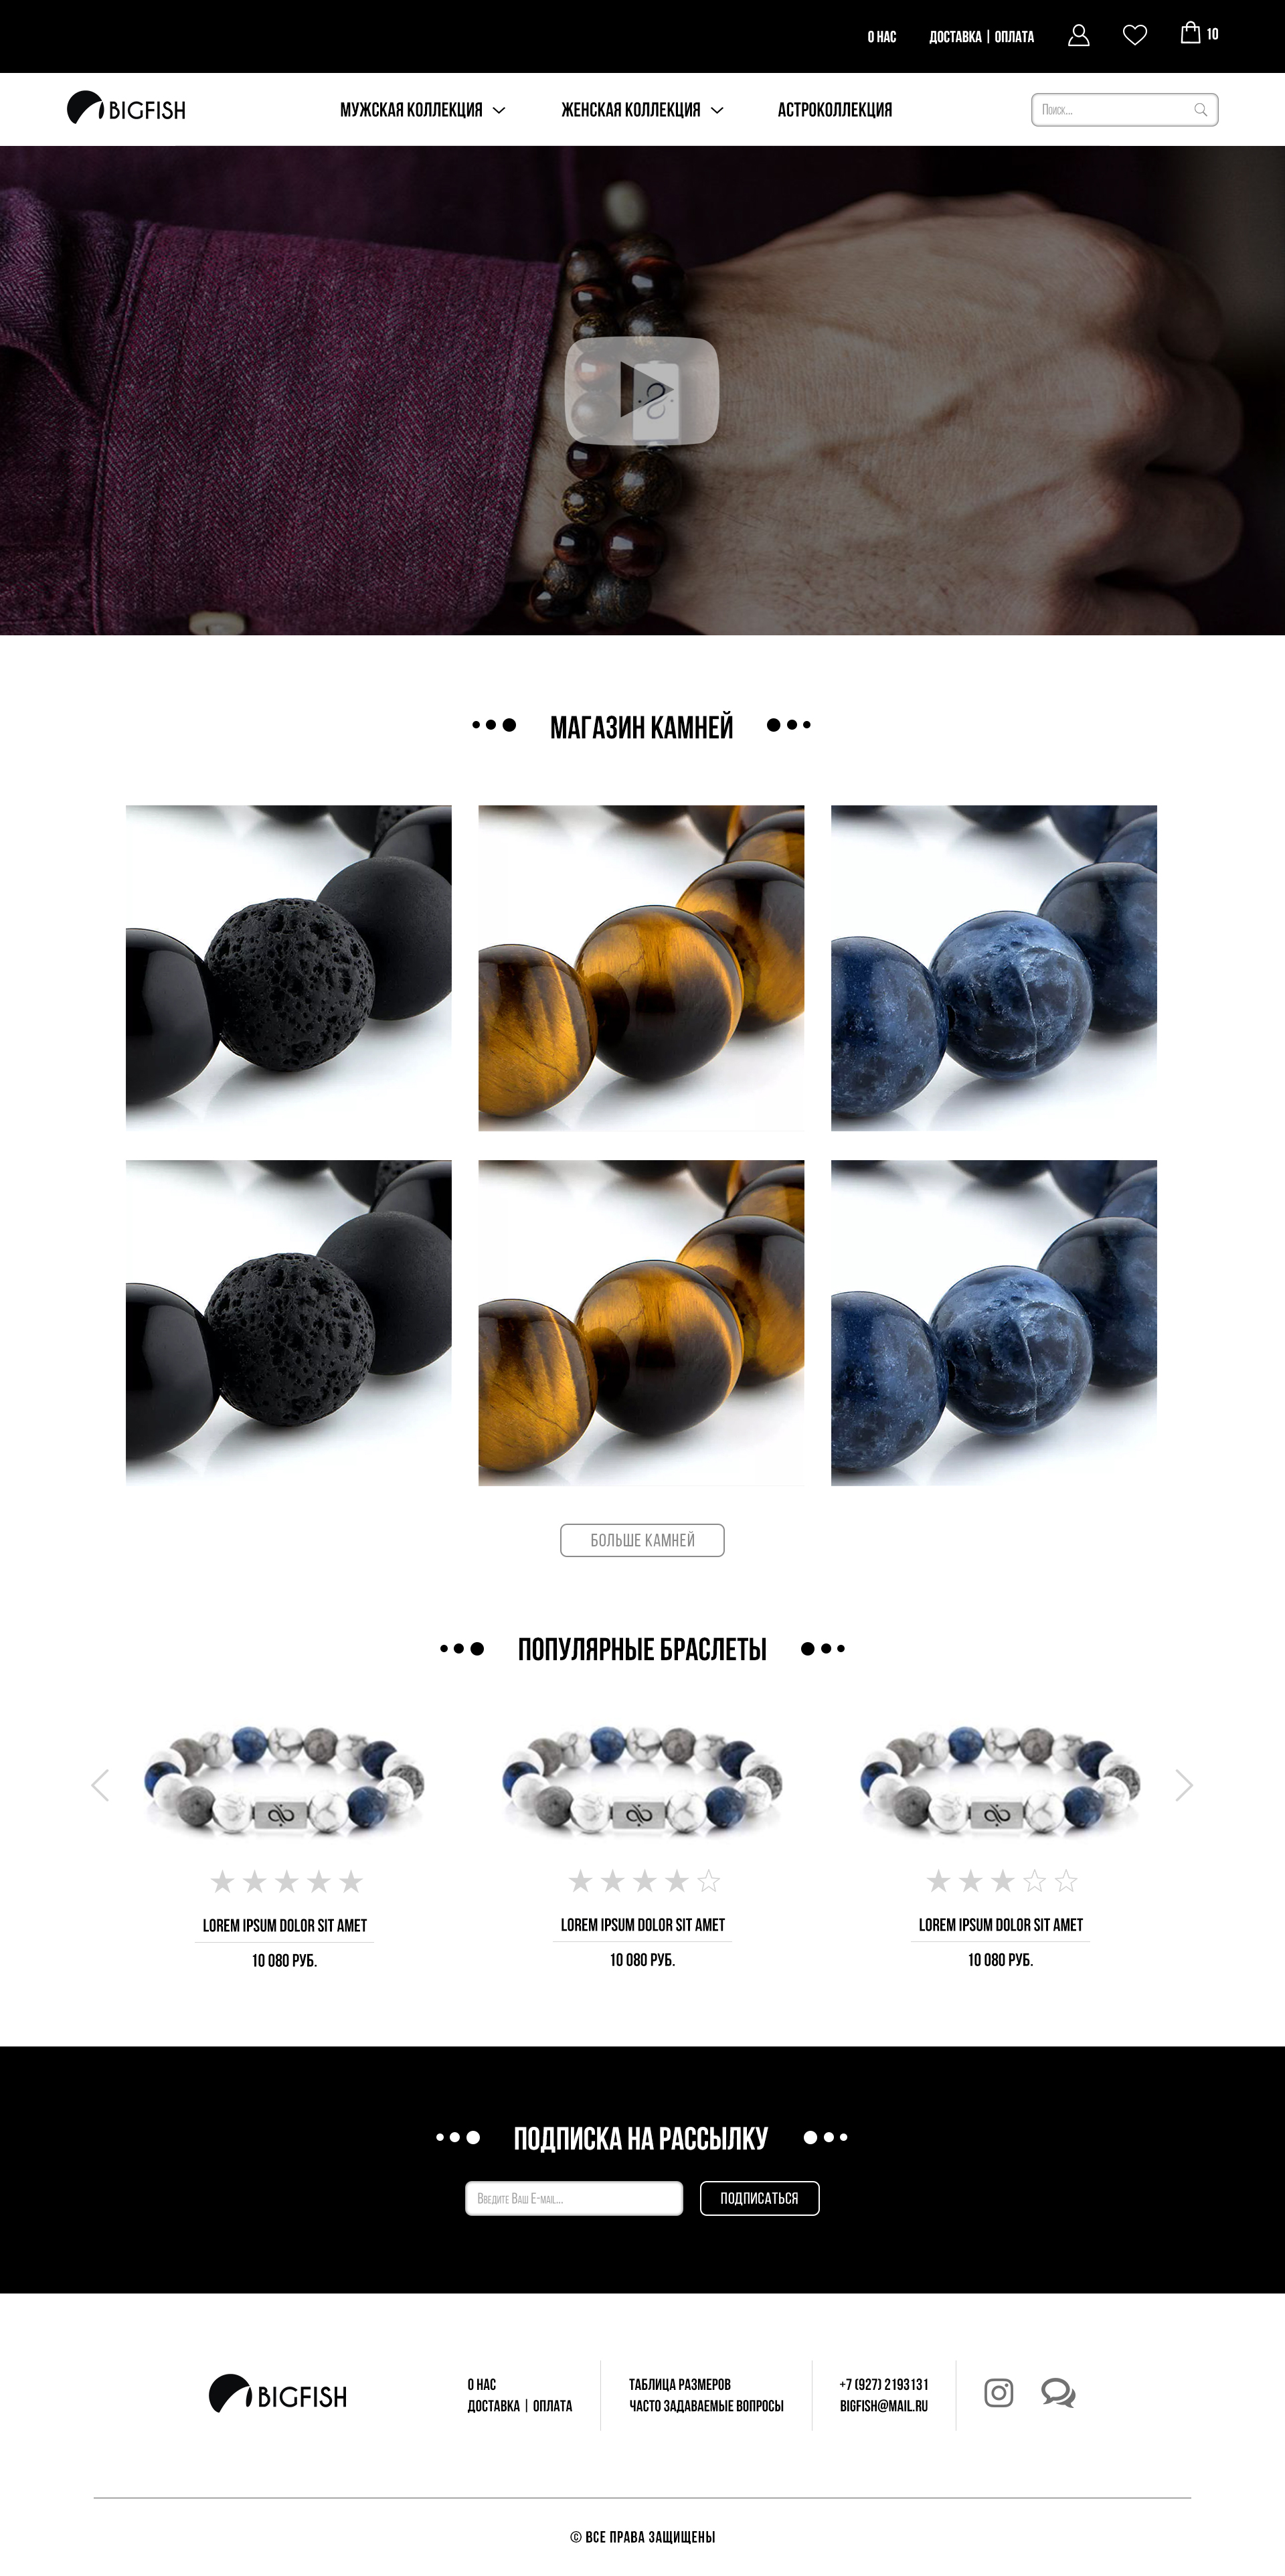 О НАС ДОСТАВКА | ОПЛАТА 10
BIGFISH МУЖСКАЯ КОЛЛЕКЦИЯ ЖЕНСКАЯ КОЛЛЕКЦИЯ АСТРОКОЛЛЕКЦИЯ Поиск...
МАГАЗИН КАМНЕЙ
БОЛЬШЕ КАМНЕЙ
ПОПУЛЯРНЫЕ БРАСЛЕТЫ
LOREM IPSUM DOLOR SIT AMET LOREM IPSUM DOLOR SIT AMET LOREM IPSUM DOLOR SIT AMET
10 080 РУБ. 10 080 РУБ. 10 080 РУБ.
ПОДПИСКА НА РАССЫЛКУ
Введите Ваш E-mail... ПОДПИСАТЬСЯ
BIGFISH
О НАС
ДОСТАВКА | ОПЛАТА
ТАБЛИЦА РАЗМЕРОВ
ЧАСТО ЗАДАВАЕМЫЕ ВОПРОСЫ
+7 (927) 2193131
BIGFISH@MAIL.RU
© ВСЕ ПРАВА ЗАЩИЩЕНЫ